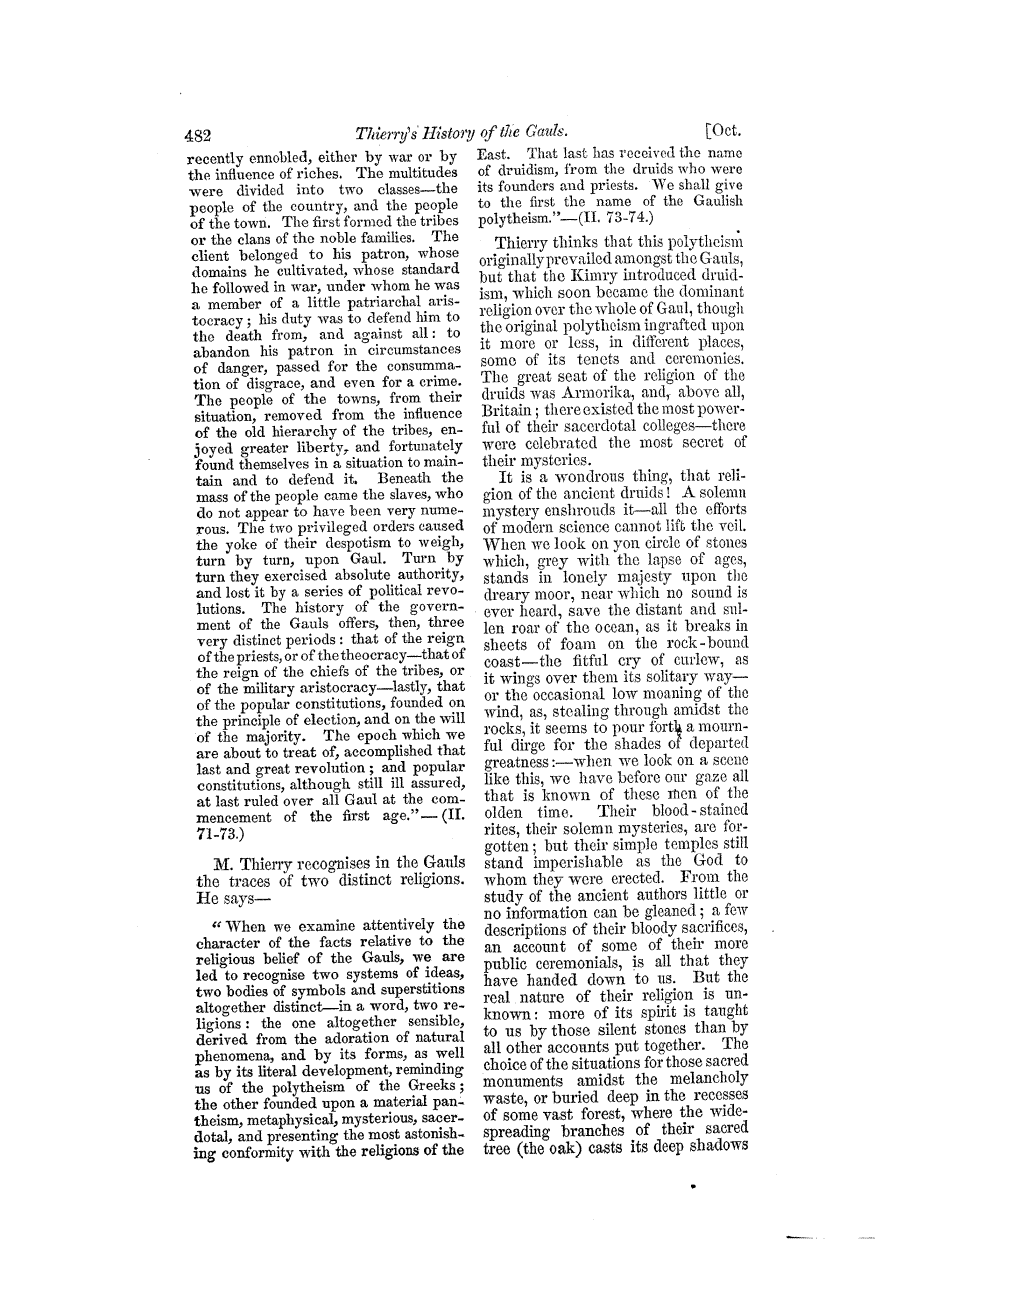 482 Thierry's History of the Gauls. [Oct.
recently ennobled, either by war or by
the influence of riches. The multitudes
were divided into two classes—the
people of the country, and the people
of the town. The first formed the tribes
or the clans of the noble families. The
client belonged to his patron, whose
domains he cultivated, whose standard
he followed in war, under whom he was
a member of a little patriarchal aris-
tocracy; his duty was to defend him to
the death from, and against all: to
abandon his patron in circumstances
of danger, passed for the consumma-
tion of disgrace, and even for a crime.
The people of the towns, from their
situation, removed from the influence
of the old hierarchy of the tribes, en-
joyed greater liberty, and fortunately
found themselves in a situation to main-
tain and to defend it. Beneath the
mass of the people came the slaves, who
do not appear to have been very nume-
rous. The two privileged orders caused
the yoke of their despotism to weigh,
turn by turn, upon Gaul. Turn by
turn they exercised absolute authority,
and lost it by a series of political revo-
lutions. The history of the govern-
ment of the Gauls offers, then, three
very distinct periods: that of the reign
of the priests, or of the theocracy—that of
the reign of the chiefs of the tribes, or
of the military aristocracy—lastly, that
of the popular constitutions, founded on
the principle of election, and on the will
of the majority. The epoch which we
are about to treat of, accomplished that
last and great revolution; and popular
constitutions, although still ill assured,
at last ruled over all Gaul at the com-
mencement of the first age."—(II.
71-73.)
M. Thierry recognises in the Gauls
the traces of two distinct religions.
He says—
"When we examine attentively the
character of the facts relative to the
religious belief of the Gauls, we are
led to recognise two systems of ideas,
two bodies of symbols and superstitions
altogether distinct—in a word, two re-
ligions: the one altogether sensible,
derived from the adoration of natural
phenomena, and by its forms, as well
as by its literal development, reminding
us of the polytheism of the Greeks;
the other founded upon a material pan-
theism, metaphysical, mysterious, sacer-
dotal, and presenting the most astonish-
ing conformity with the religions of the
East. That last has received the name
of druidism, from the druids who were
its founders and priests. We shall give
to the first the name of the Gaulish
polytheism."—(II. 73-74.)
Thierry thinks that this polytheism
originally prevailed amongst the Gauls,
but that the Kimry introduced druid-
ism, which soon became the dominant
religion over the whole of Gaul, though
the original polytheism ingrafted upon
it more or less, in different places,
some of its tenets and ceremonies.
The great seat of the religion of the
druids was Armorika, and, above all,
Britain; there existed the most power-
ful of their sacerdotal colleges—there
were celebrated the most secret of
their mysteries.
It is a wondrous thing, that reli-
gion of the ancient druids! A solemn
mystery enshrouds it—all the efforts
of modern science cannot lift the veil.
When we look on yon circle of stones
which, grey with the lapse of ages,
stands in lonely majesty upon the
dreary moor, near which no sound is
ever heard, save the distant and sul-
len roar of the ocean, as it breaks in
sheets of foam on the rock-bound
coast—the fitful cry of curlew, as
it wings over them its solitary way—
or the occasional low moaning of the
wind, as, stealing through amidst the
rocks, it seems to pour forth a mourn-
ful dirge for the shades of departed
greatness:—when we look on a scene
like this, we have before our gaze all
that is known of these men of the
olden time. Their blood-stained
rites, their solemn mysteries, are for-
gotten; but their simple temples still
stand imperishable as the God to
whom they were erected. From the
study of the ancient authors little or
no information can be gleaned; a few
descriptions of their bloody sacrifices,
an account of some of their more
public ceremonials, is all that they
have handed down to us. But the
real nature of their religion is un-
known: more of its spirit is taught
to us by those silent stones than by
all other accounts put together. The
choice of the situations for those sacred
monuments amidst the melancholy
waste, or buried deep in the recesses
of some vast forest, where the wide-
spreading branches of their sacred
tree (the oak) casts its deep shadows